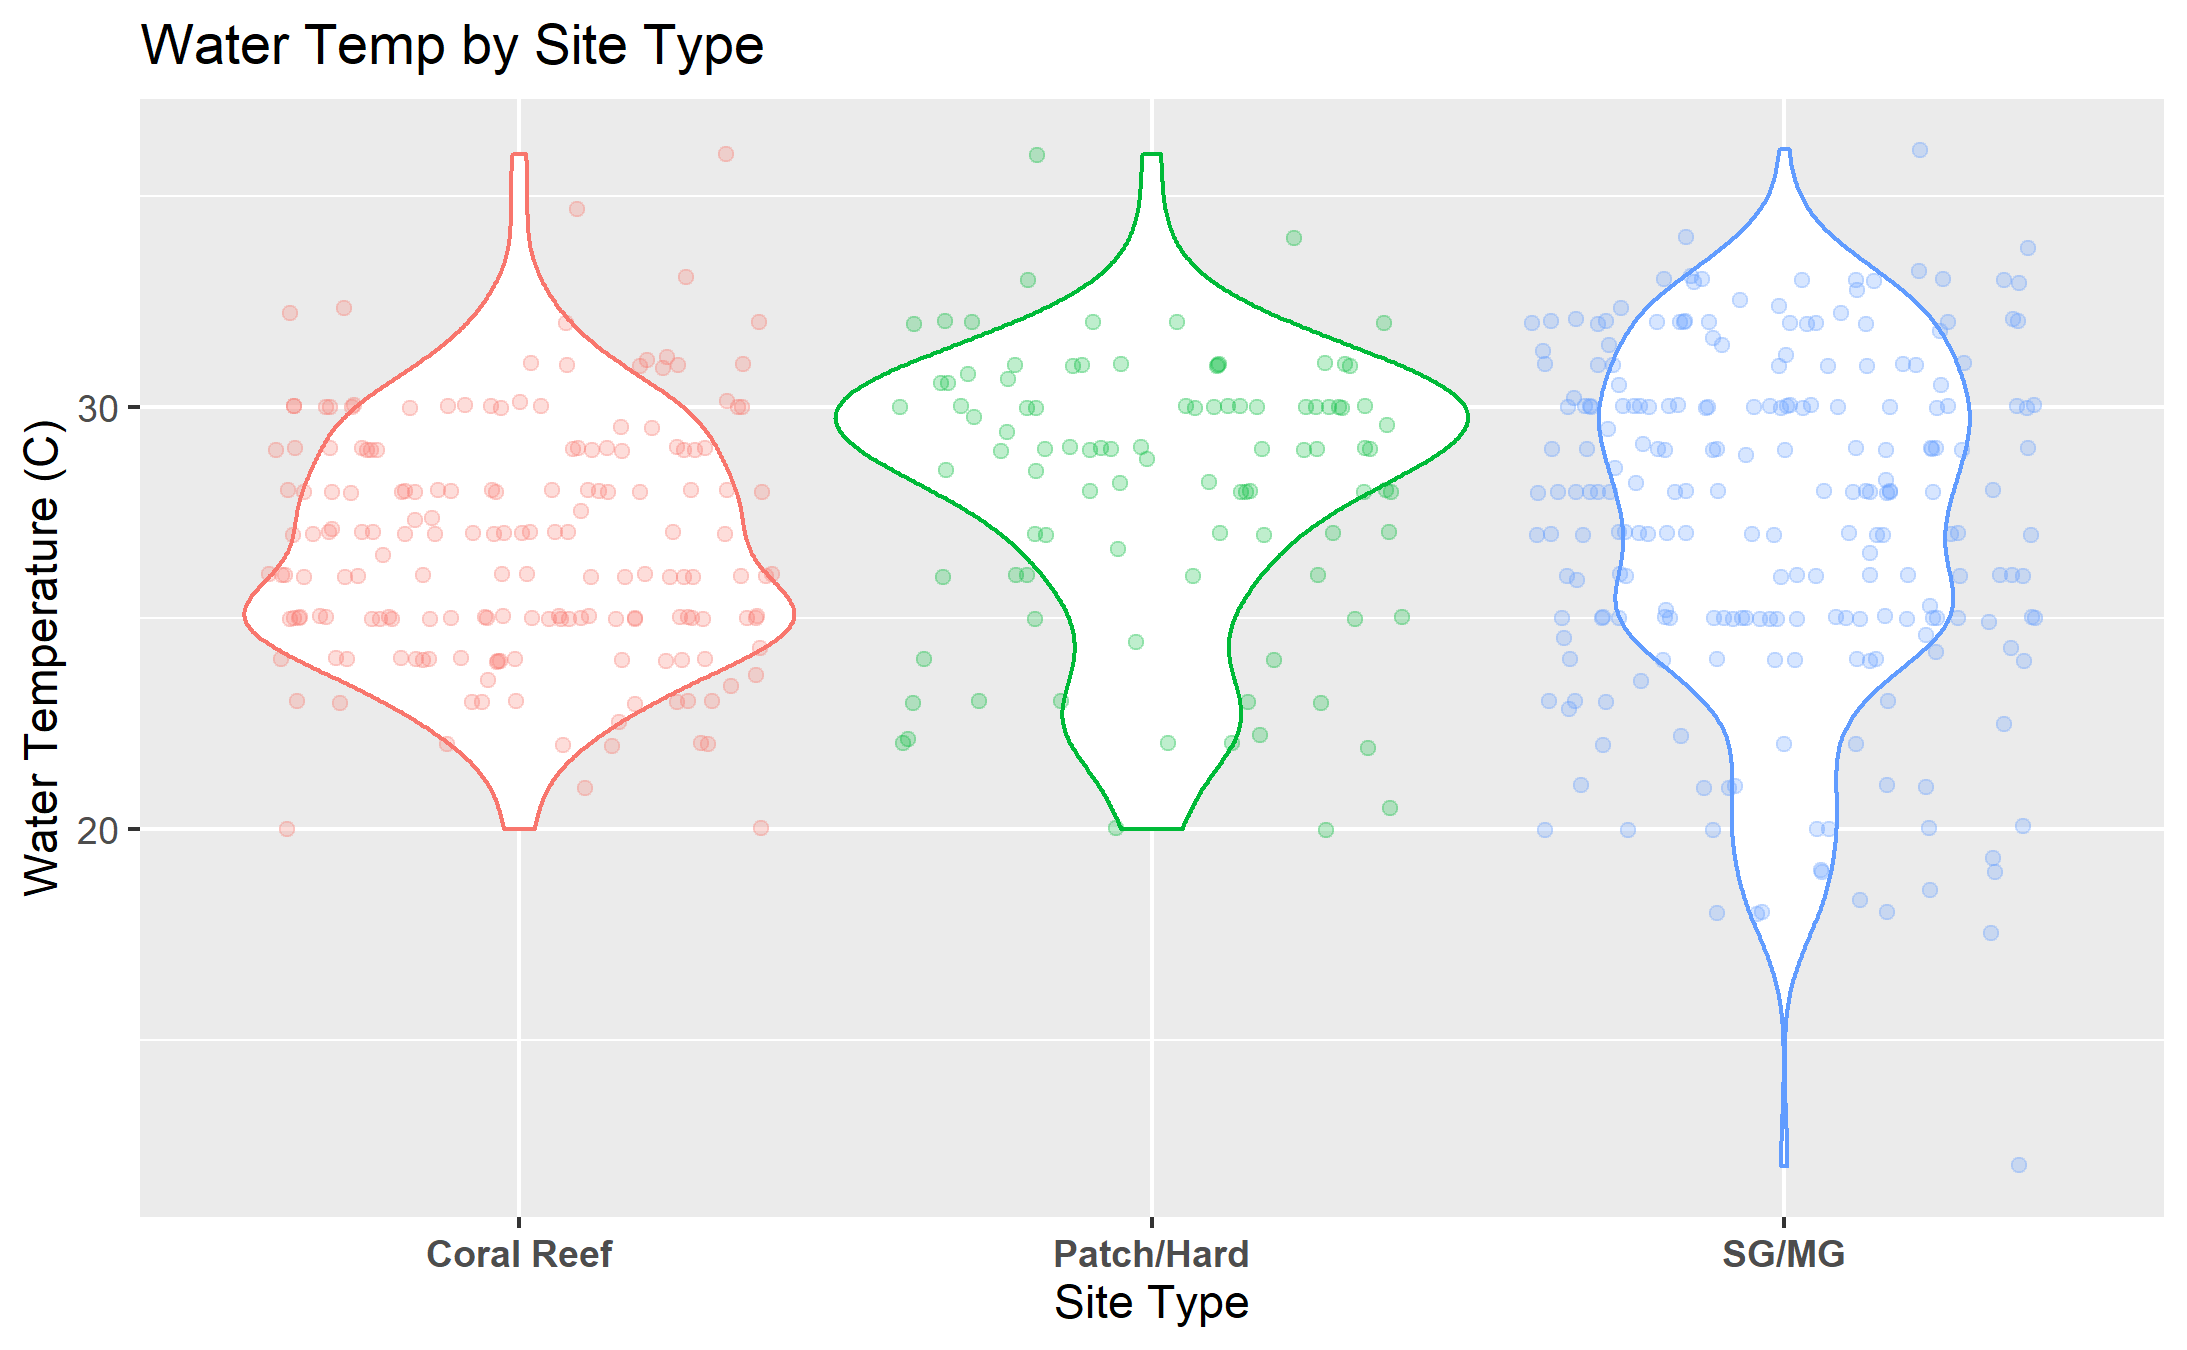 Water Temp by Site Type
Water Temperature (C)
30
20
Coral Reef
Patch/Hard
SG/MG
Site Type